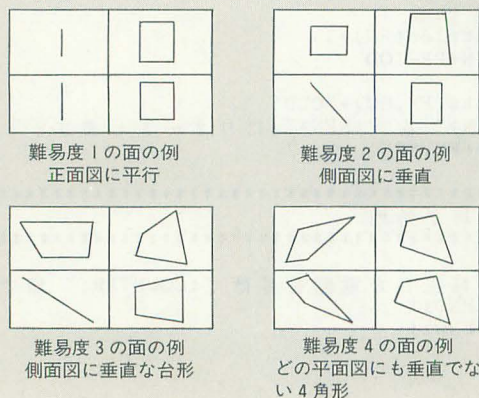 難易度1の面の例
正面図に平行
難易度2の面の例
側面図に垂直
難易度3の面の例
側面図に垂直な台形
難易度4の面の例
どの平面図にも垂直でな
い4角形